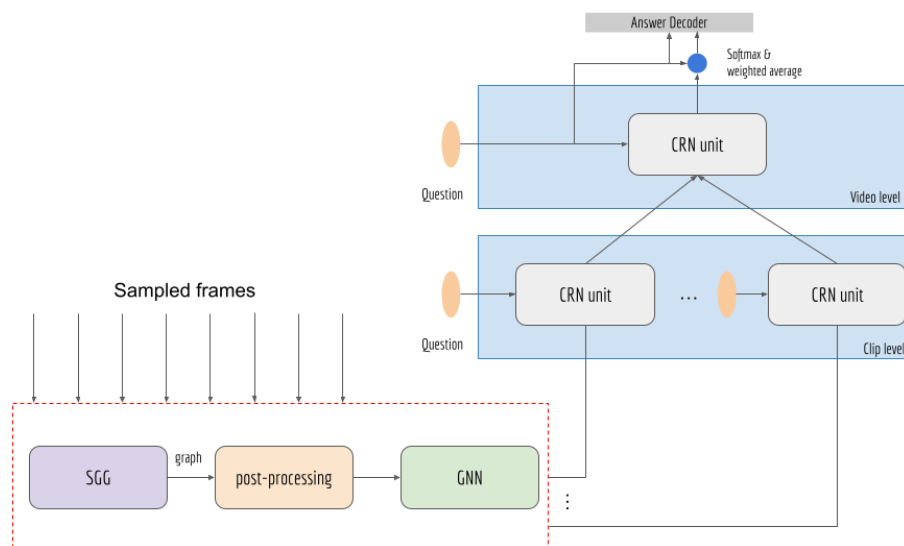 Answer Decoder
Softmax &
weighted average
CRN unit
Question
Video level
CRN unit
...
CRN unit
Question
Clip level
Sampled frames
SGG
graph
post-processing
GNN
...